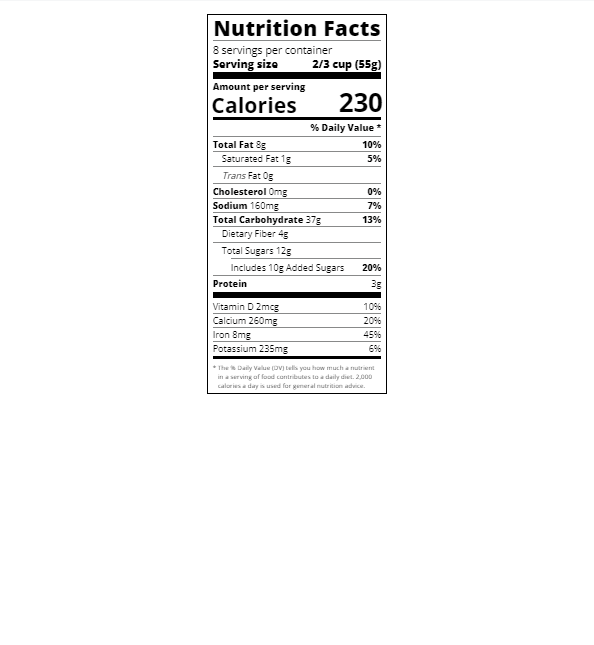 Nutrition Facts
8 servings per container
Serving size 2/3 cup (55g)
Amount per serving
Calories 230
% Daily Value *
Total Fat 8g 10%
Saturated Fat 1g 5%
Trans Fat 0g
Cholesterol 0mg 0%
Sodium 160mg 7%
Total Carbohydrate 37g 13%
Dietary Fiber 4g
Total Sugars 12g
Includes 10g Added Sugars 20%
Protein 3g
Vitamin D 2mcg 10%
Calcium 260mg 20%
Iron 8mg 45%
Potassium 235mg 6%
* The % Daily Value (DV) tells you how much a nutrient
in a serving of food contributes to a daily diet. 2,000
calories a day is used for general nutrition advice.